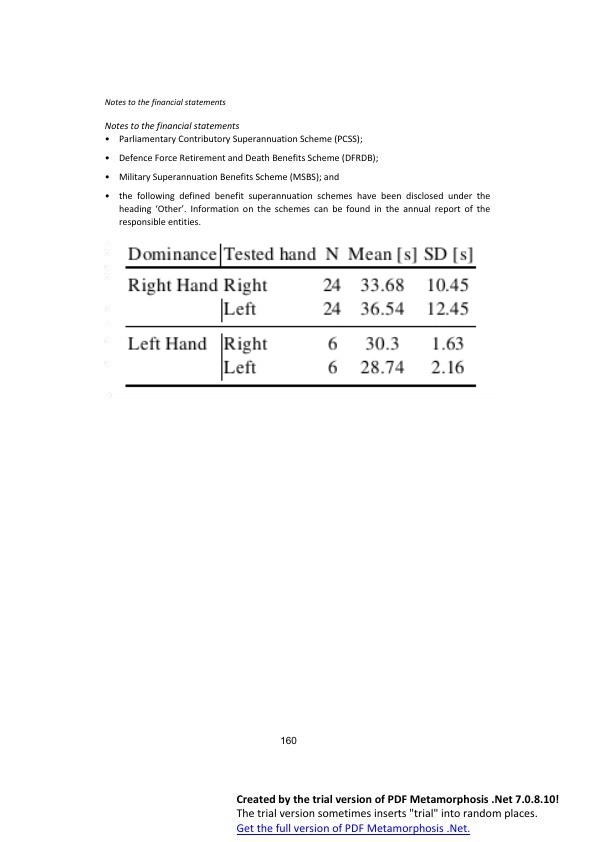 Notes to the financial statements
Notes to the financial statements
• Parliamentary Contributory Superannuation Scheme (PCSS);
• Defence Force Retirement and Death Benefits Scheme (DFRDB);
• Military Superannuation Benefits Scheme (MSBS); and
• the following defined benefit superannuation schemes have been disclosed under the
heading ‘Other’. Information on the schemes can be found in the annual report of the
responsible entities.
Dominance Tested hand N Mean [s] SD [s]
Right Hand Right 24 33.68 10.45
Left 24 36.54 12.45
Left Hand Right 6 30.3 1.63
Left 6 28.74 2.16
160
Created by the trial version of PDF Metamorphosis .Net 7.0.8.10!
The trial version sometimes inserts "trial" into random places.
Get the full version of PDF Metamorphosis .Net.